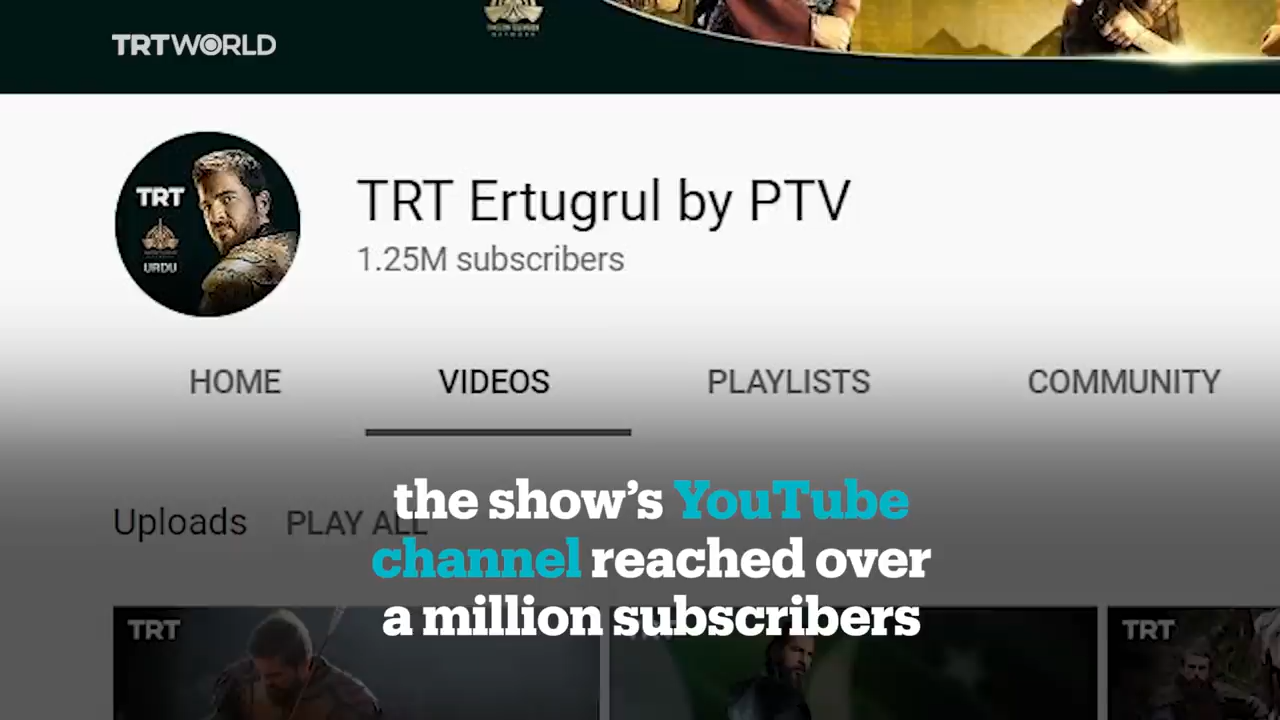 TRT WORLD
TRT
URDU
TRT Ertugrul by PTV
1.25M subscribers
HOME VIDEOS PLAYLISTS COMMUNITY
Uploads PLAY ALL
the show's YouTube
channel reached over
a million subscribers
TRT TRT